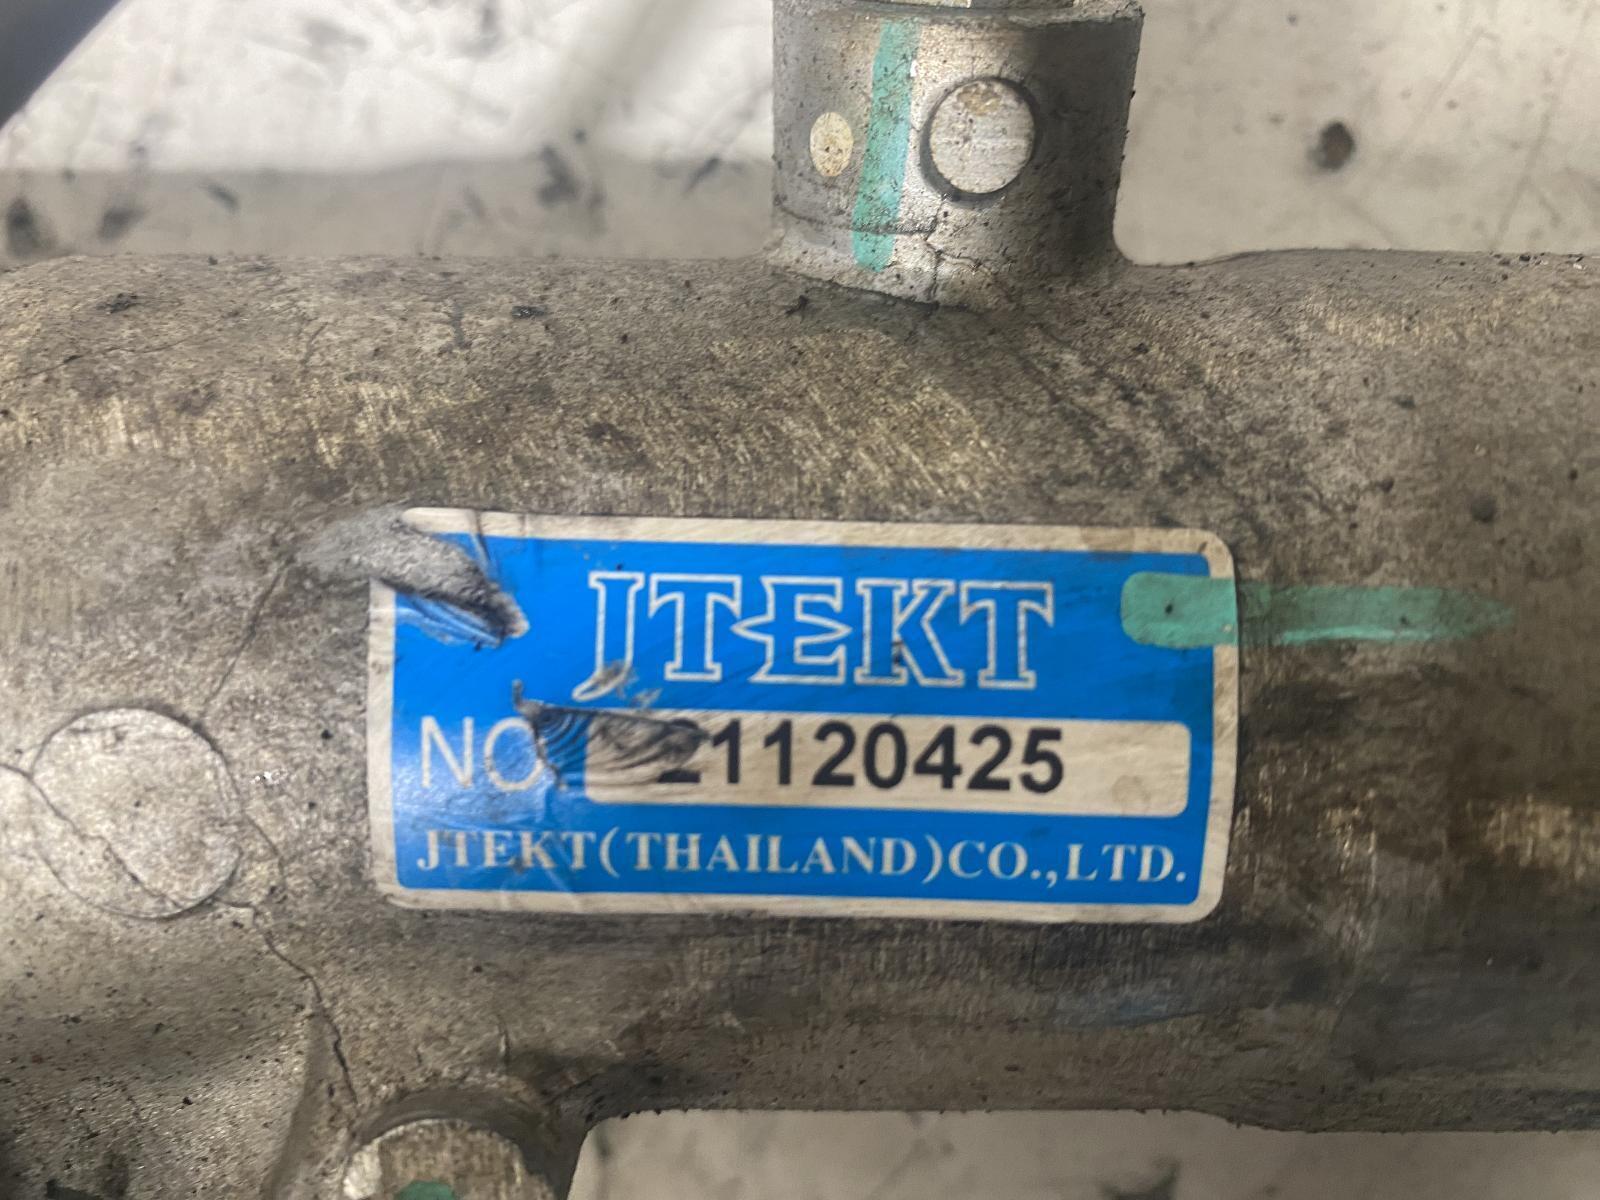 JTEKT
NO. 21120425
JTEKT(THAILAND)CO.,LTD.